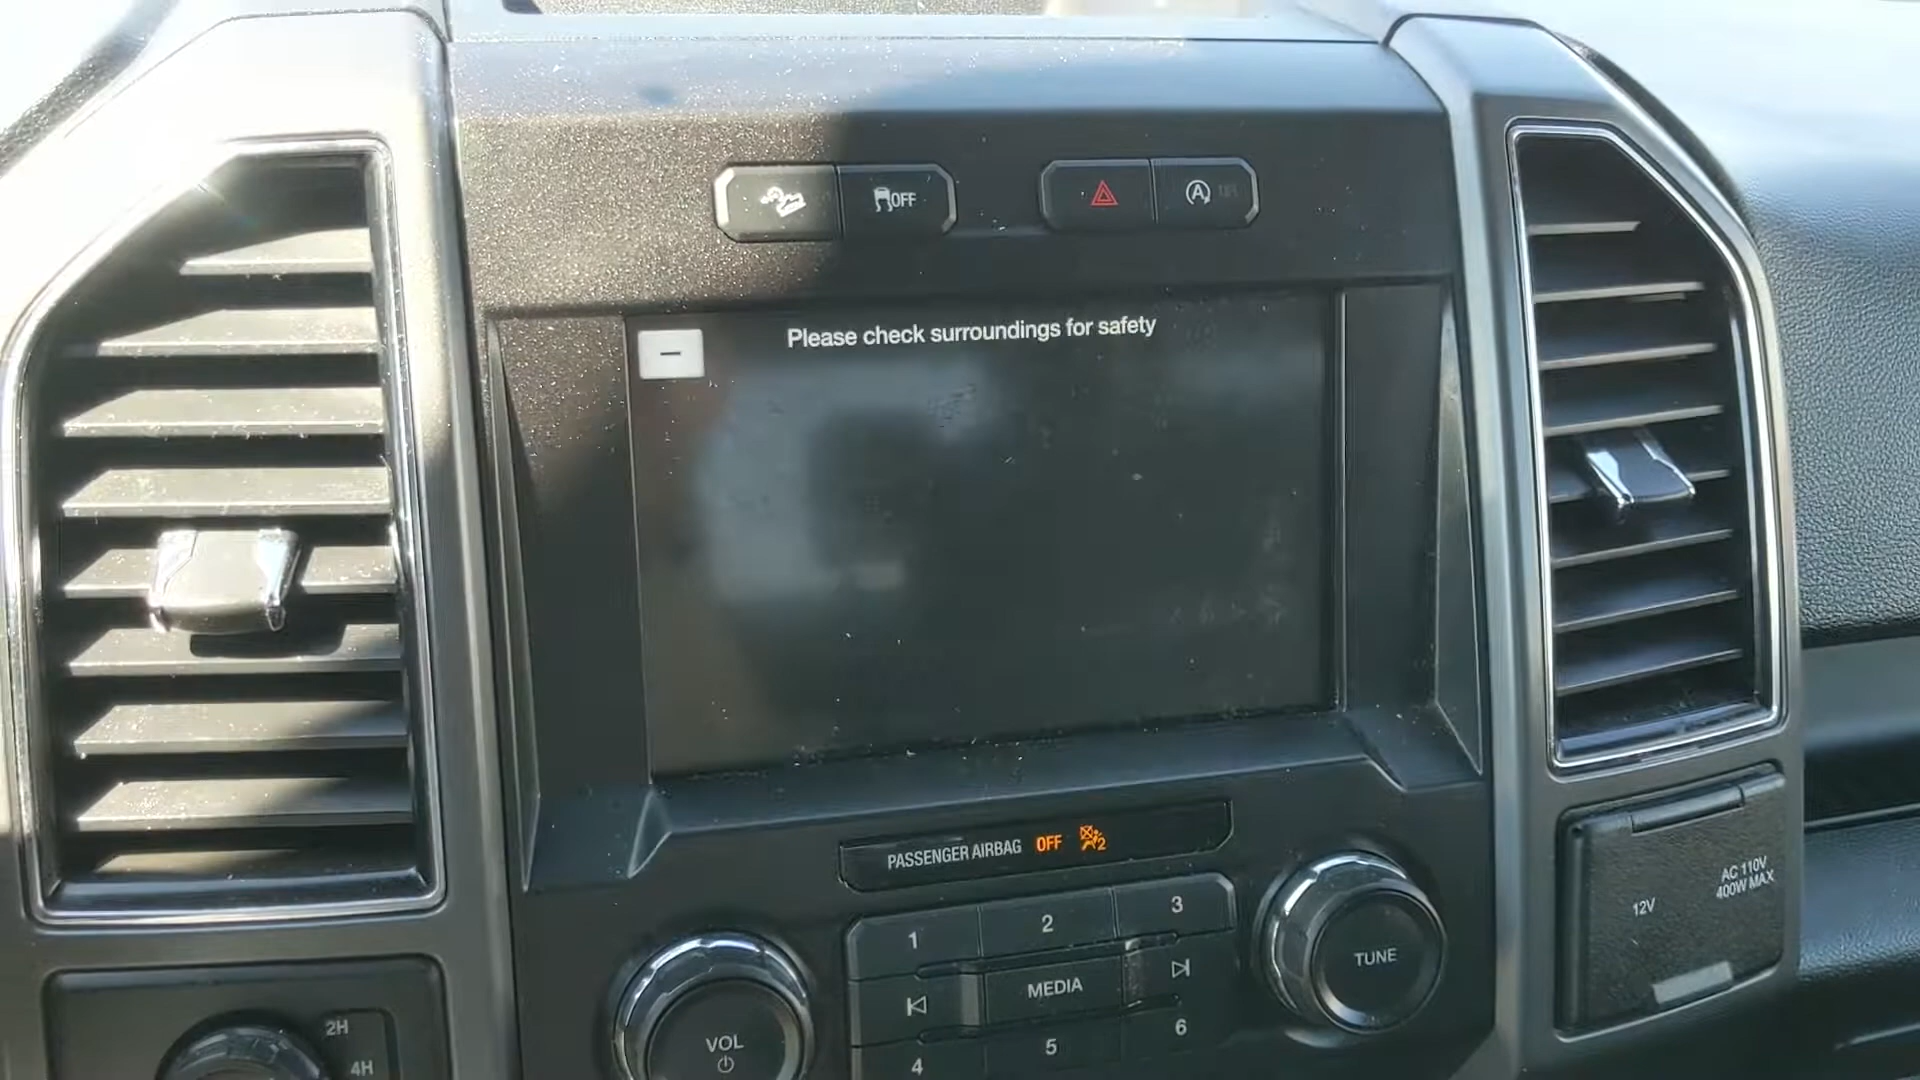 OFF
A
Please check surroundings for safety
PASSENGER AIRBAG OFF 2
1 2 3
MEDIA
4 5 6
VOL
TUNE
12V
AC 110V
400W MAX
2H
4H